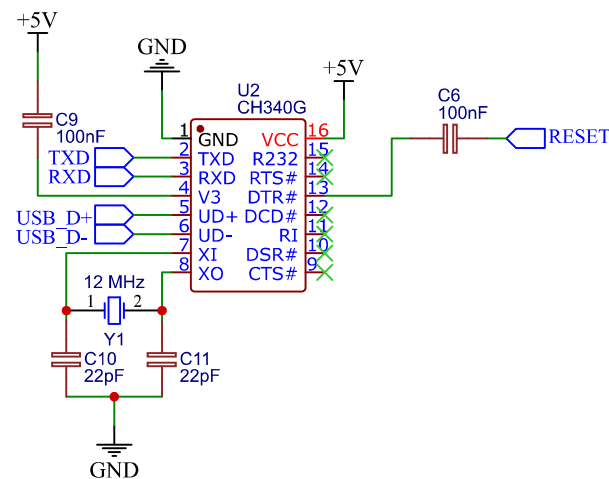 +5V
GND
+5V
U2
CH340G
C9
100nF
C6
100nF
RESET
1 GND VCC 16
TXD 2 TXD R232 15
RXD 3 RXD RTS# 14
4 V3 DTR# 13
USB_D+ 5 UD+ DCD# 12
USB_D- 6 UD- RI 11
7 XI DSR# 10
8 XO CTS# 9
12 MHz
1 2
Y1
C10
22pF
C11
22pF
GND